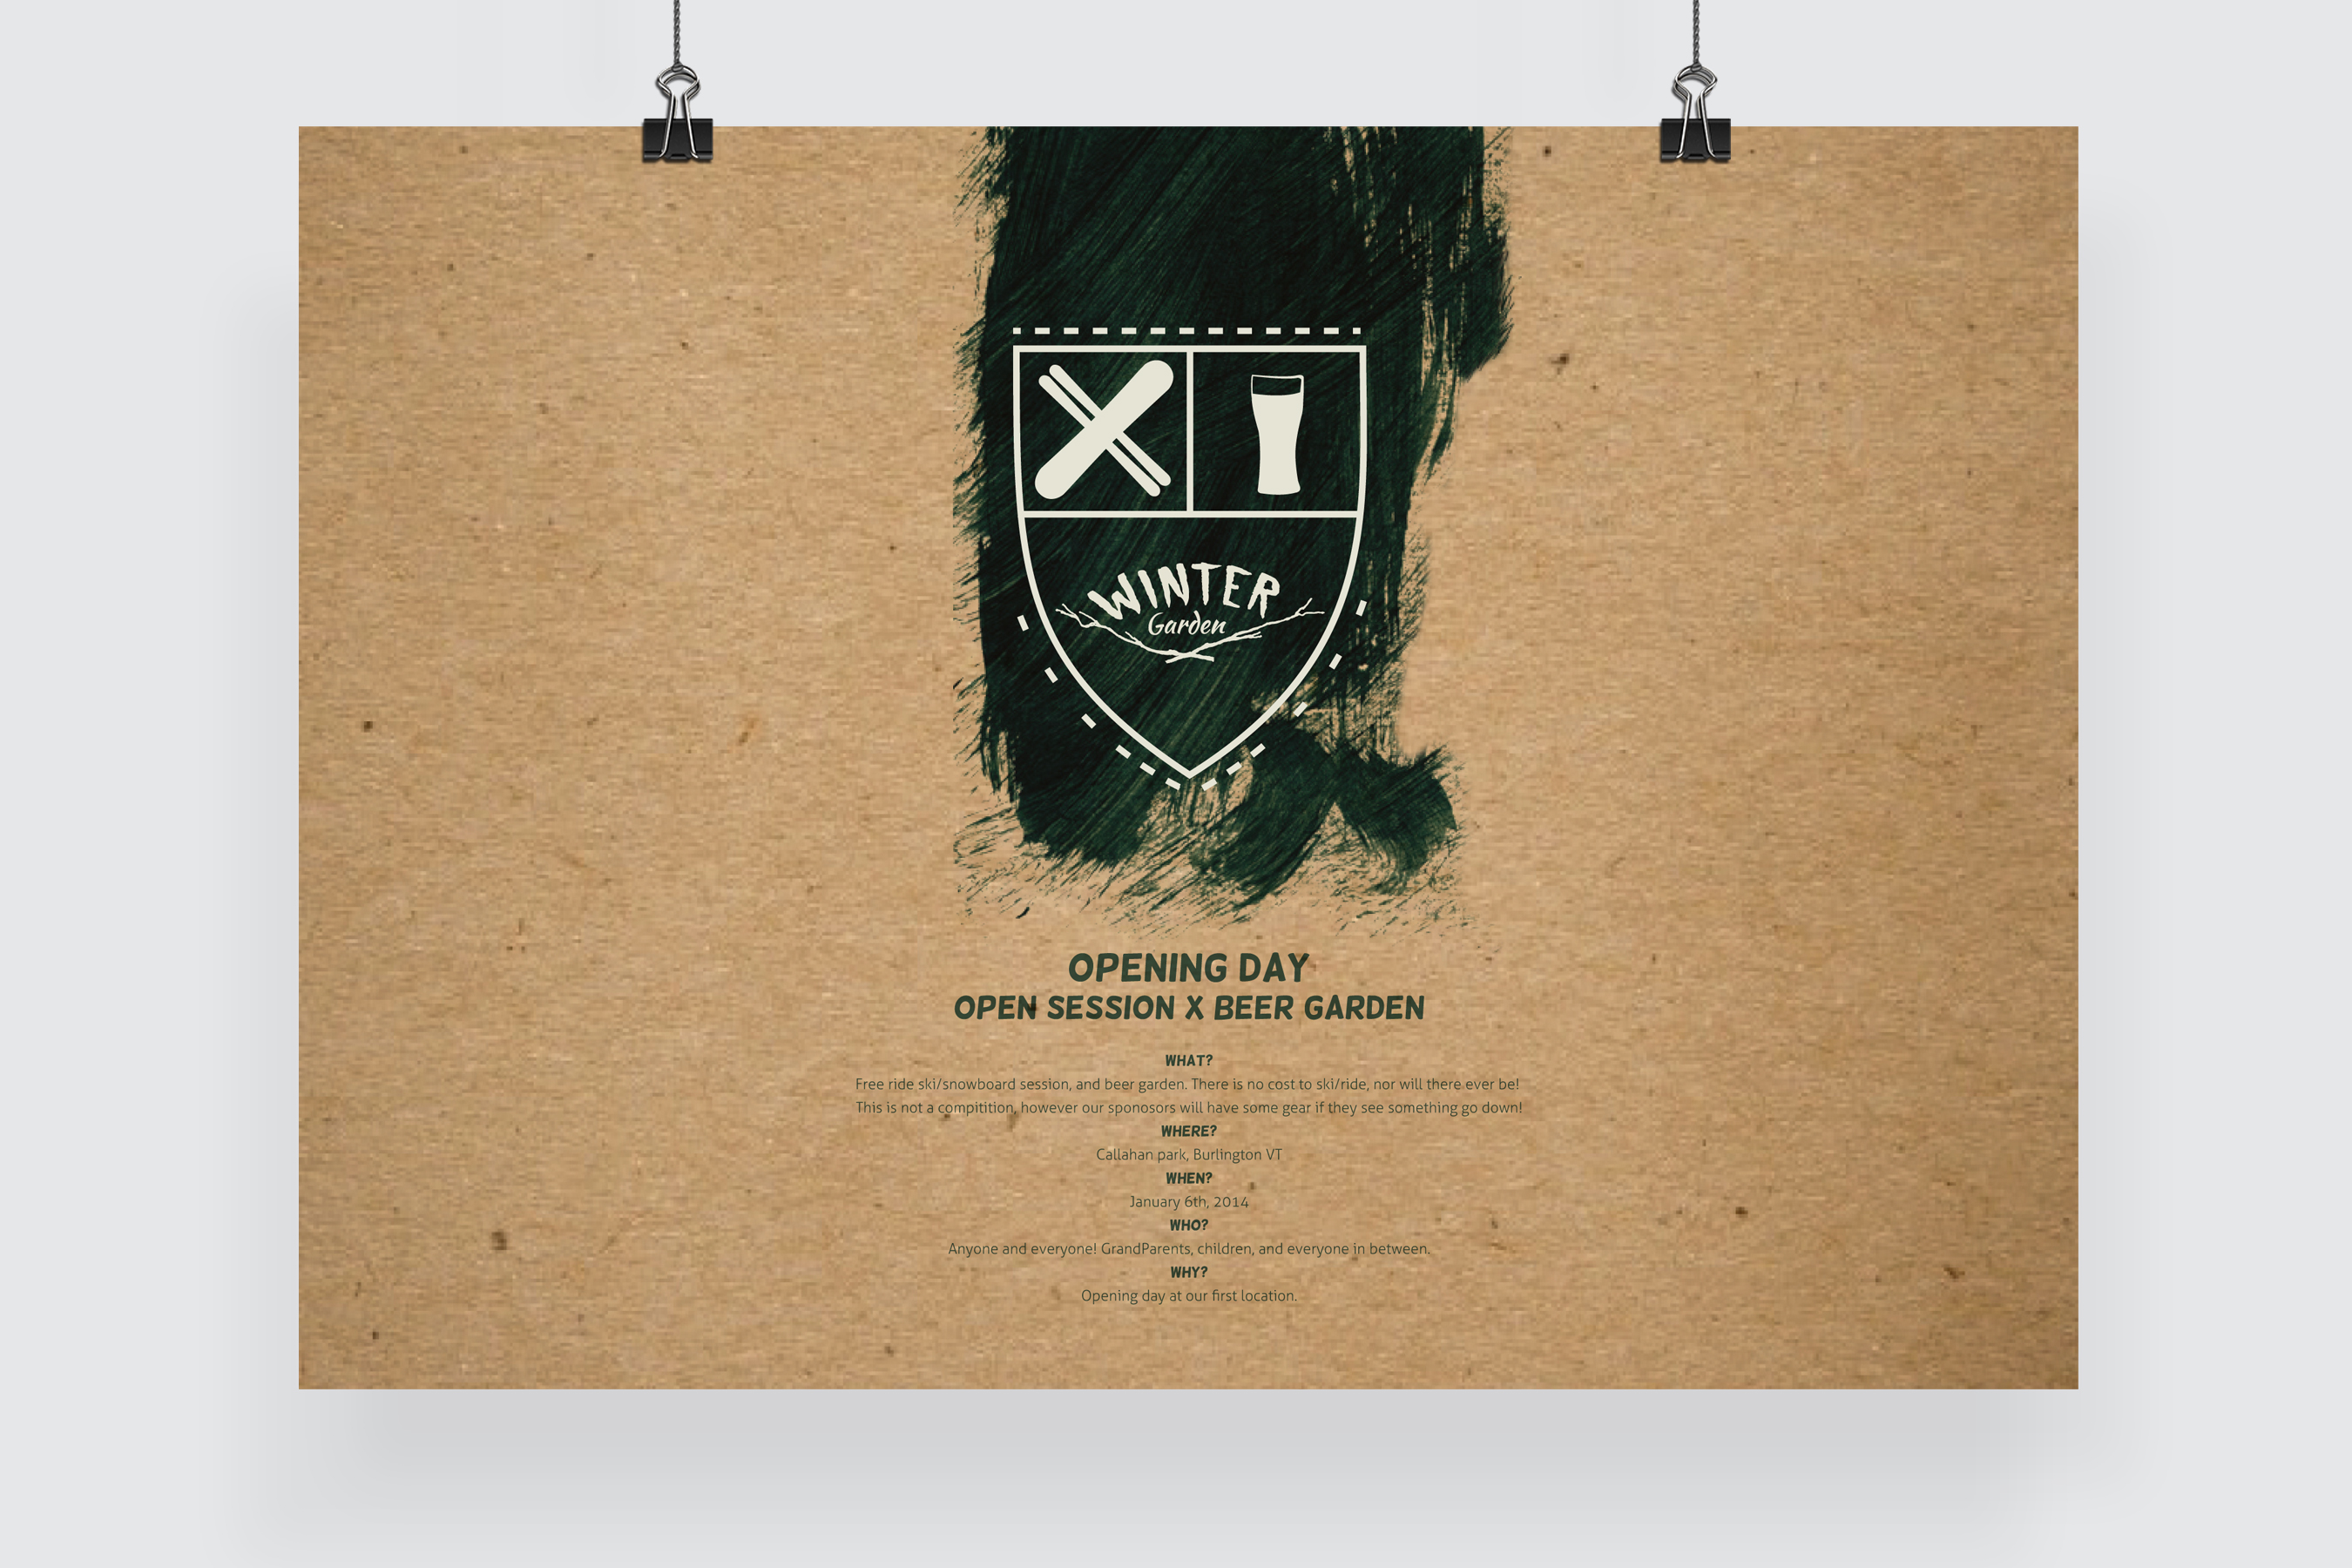 WINTER
Garden
OPENING DAY
OPEN SESSION X BEER GARDEN
WHAT?
Free ride ski/snowboard session, and beer garden. There is no cost to ski/ride, nor will there ever be!
This is not a compitition, however our sponosors will have some gear if they see something go down!
WHERE?
Callahan park, Burlington VT
WHEN?
January 6th, 2014
WHO?
Anyone and everyone! GrandParents, children, and everyone in between.
WHY?
Opening day at our first location.